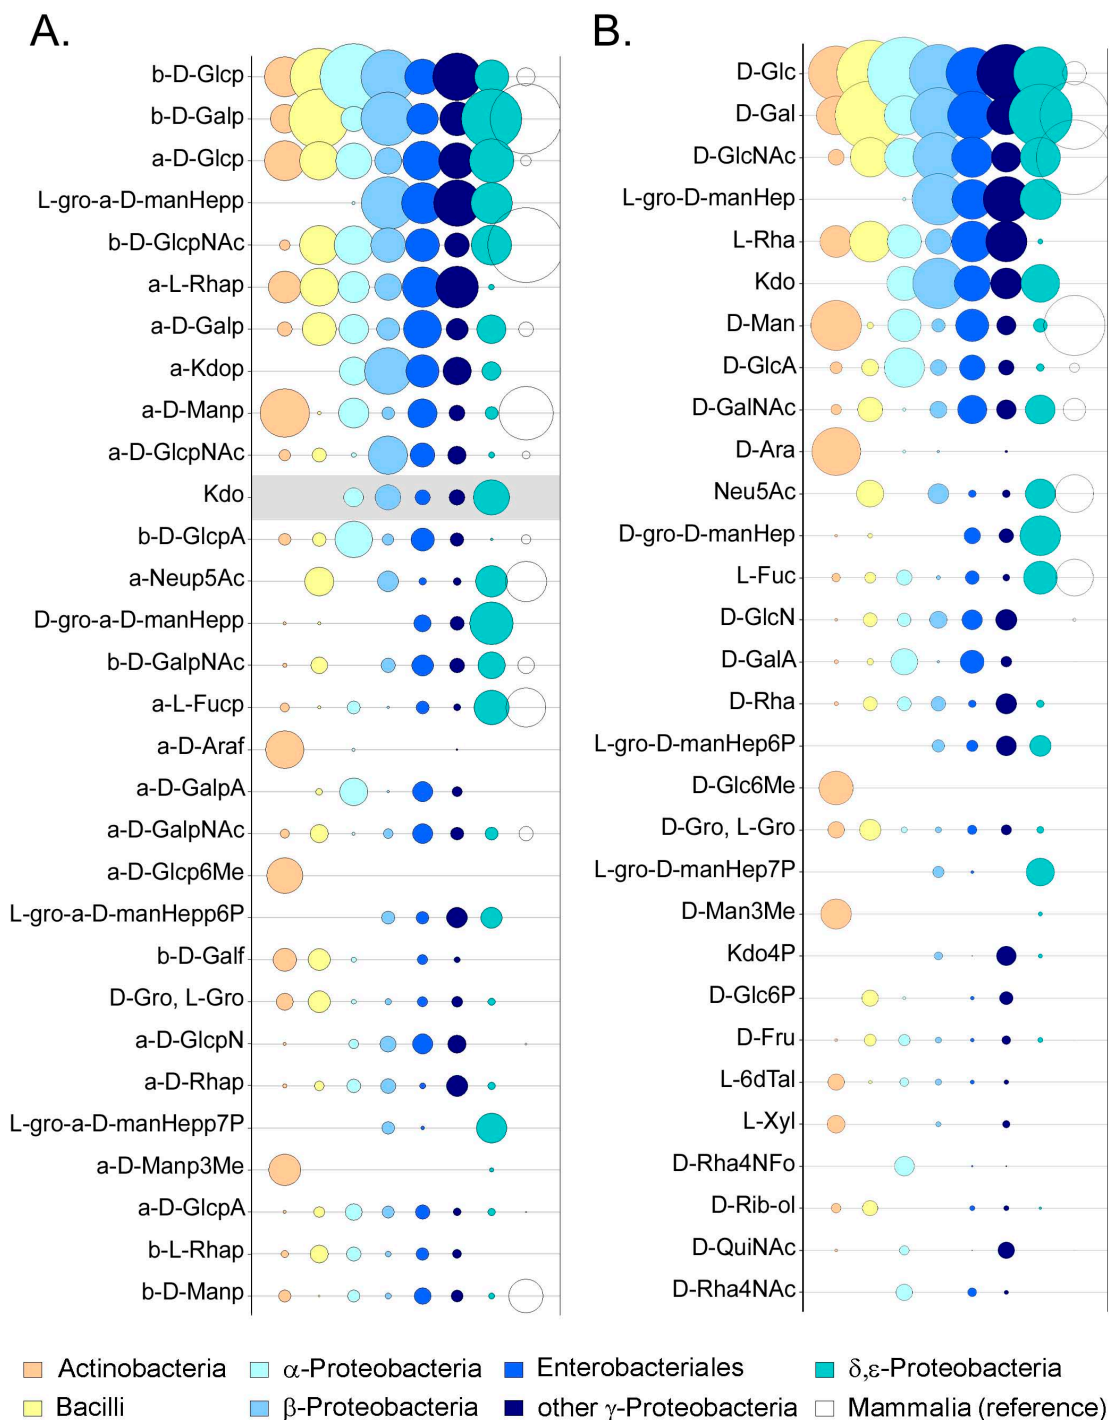 A.
b-D-Glcp
b-D-Galp
a-D-Glcp
L-gro-a-D-manHepp
b-D-GlcpNAc
a-L-Rhap
a-D-Galp
a-Kdop
a-D-Manp
a-D-GlcpNAc
Kdo
b-D-GlcpA
a-Neup5Ac
D-gro-a-D-manHepp
b-D-GalpNAc
a-L-Fucp
a-D-Araf
a-D-GalpA
a-D-GalpNAc
a-D-Glcp6Me
L-gro-a-D-manHepp6P
b-D-Galf
D-Gro, L-Gro
a-D-GlcpN
a-D-Rhap
L-gro-a-D-manHepp7P
a-D-Manp3Me
a-D-GlcpA
b-L-Rhap
b-D-Manp
B.
D-Glc
D-Gal
D-GlcNAc
L-gro-D-manHep
L-Rha
Kdo
D-Man
D-GlcA
D-GalNAc
D-Ara
Neu5Ac
D-gro-D-manHep
L-Fuc
D-GlcN
D-GalA
D-Rha
L-gro-D-manHep6P
D-Glc6Me
D-Gro, L-Gro
L-gro-D-manHep7P
D-Man3Me
Kdo4P
D-Glc6P
D-Fru
L-6dTal
L-Xyl
D-Rha4NFo
D-Rib-ol
D-QuiNAc
D-Rha4NAc
Actinobacteria
α-Proteobacteria
Enterobacteriales
δ,ε-Proteobacteria
Bacilli
β-Proteobacteria
other γ-Proteobacteria
Mammalia (reference)